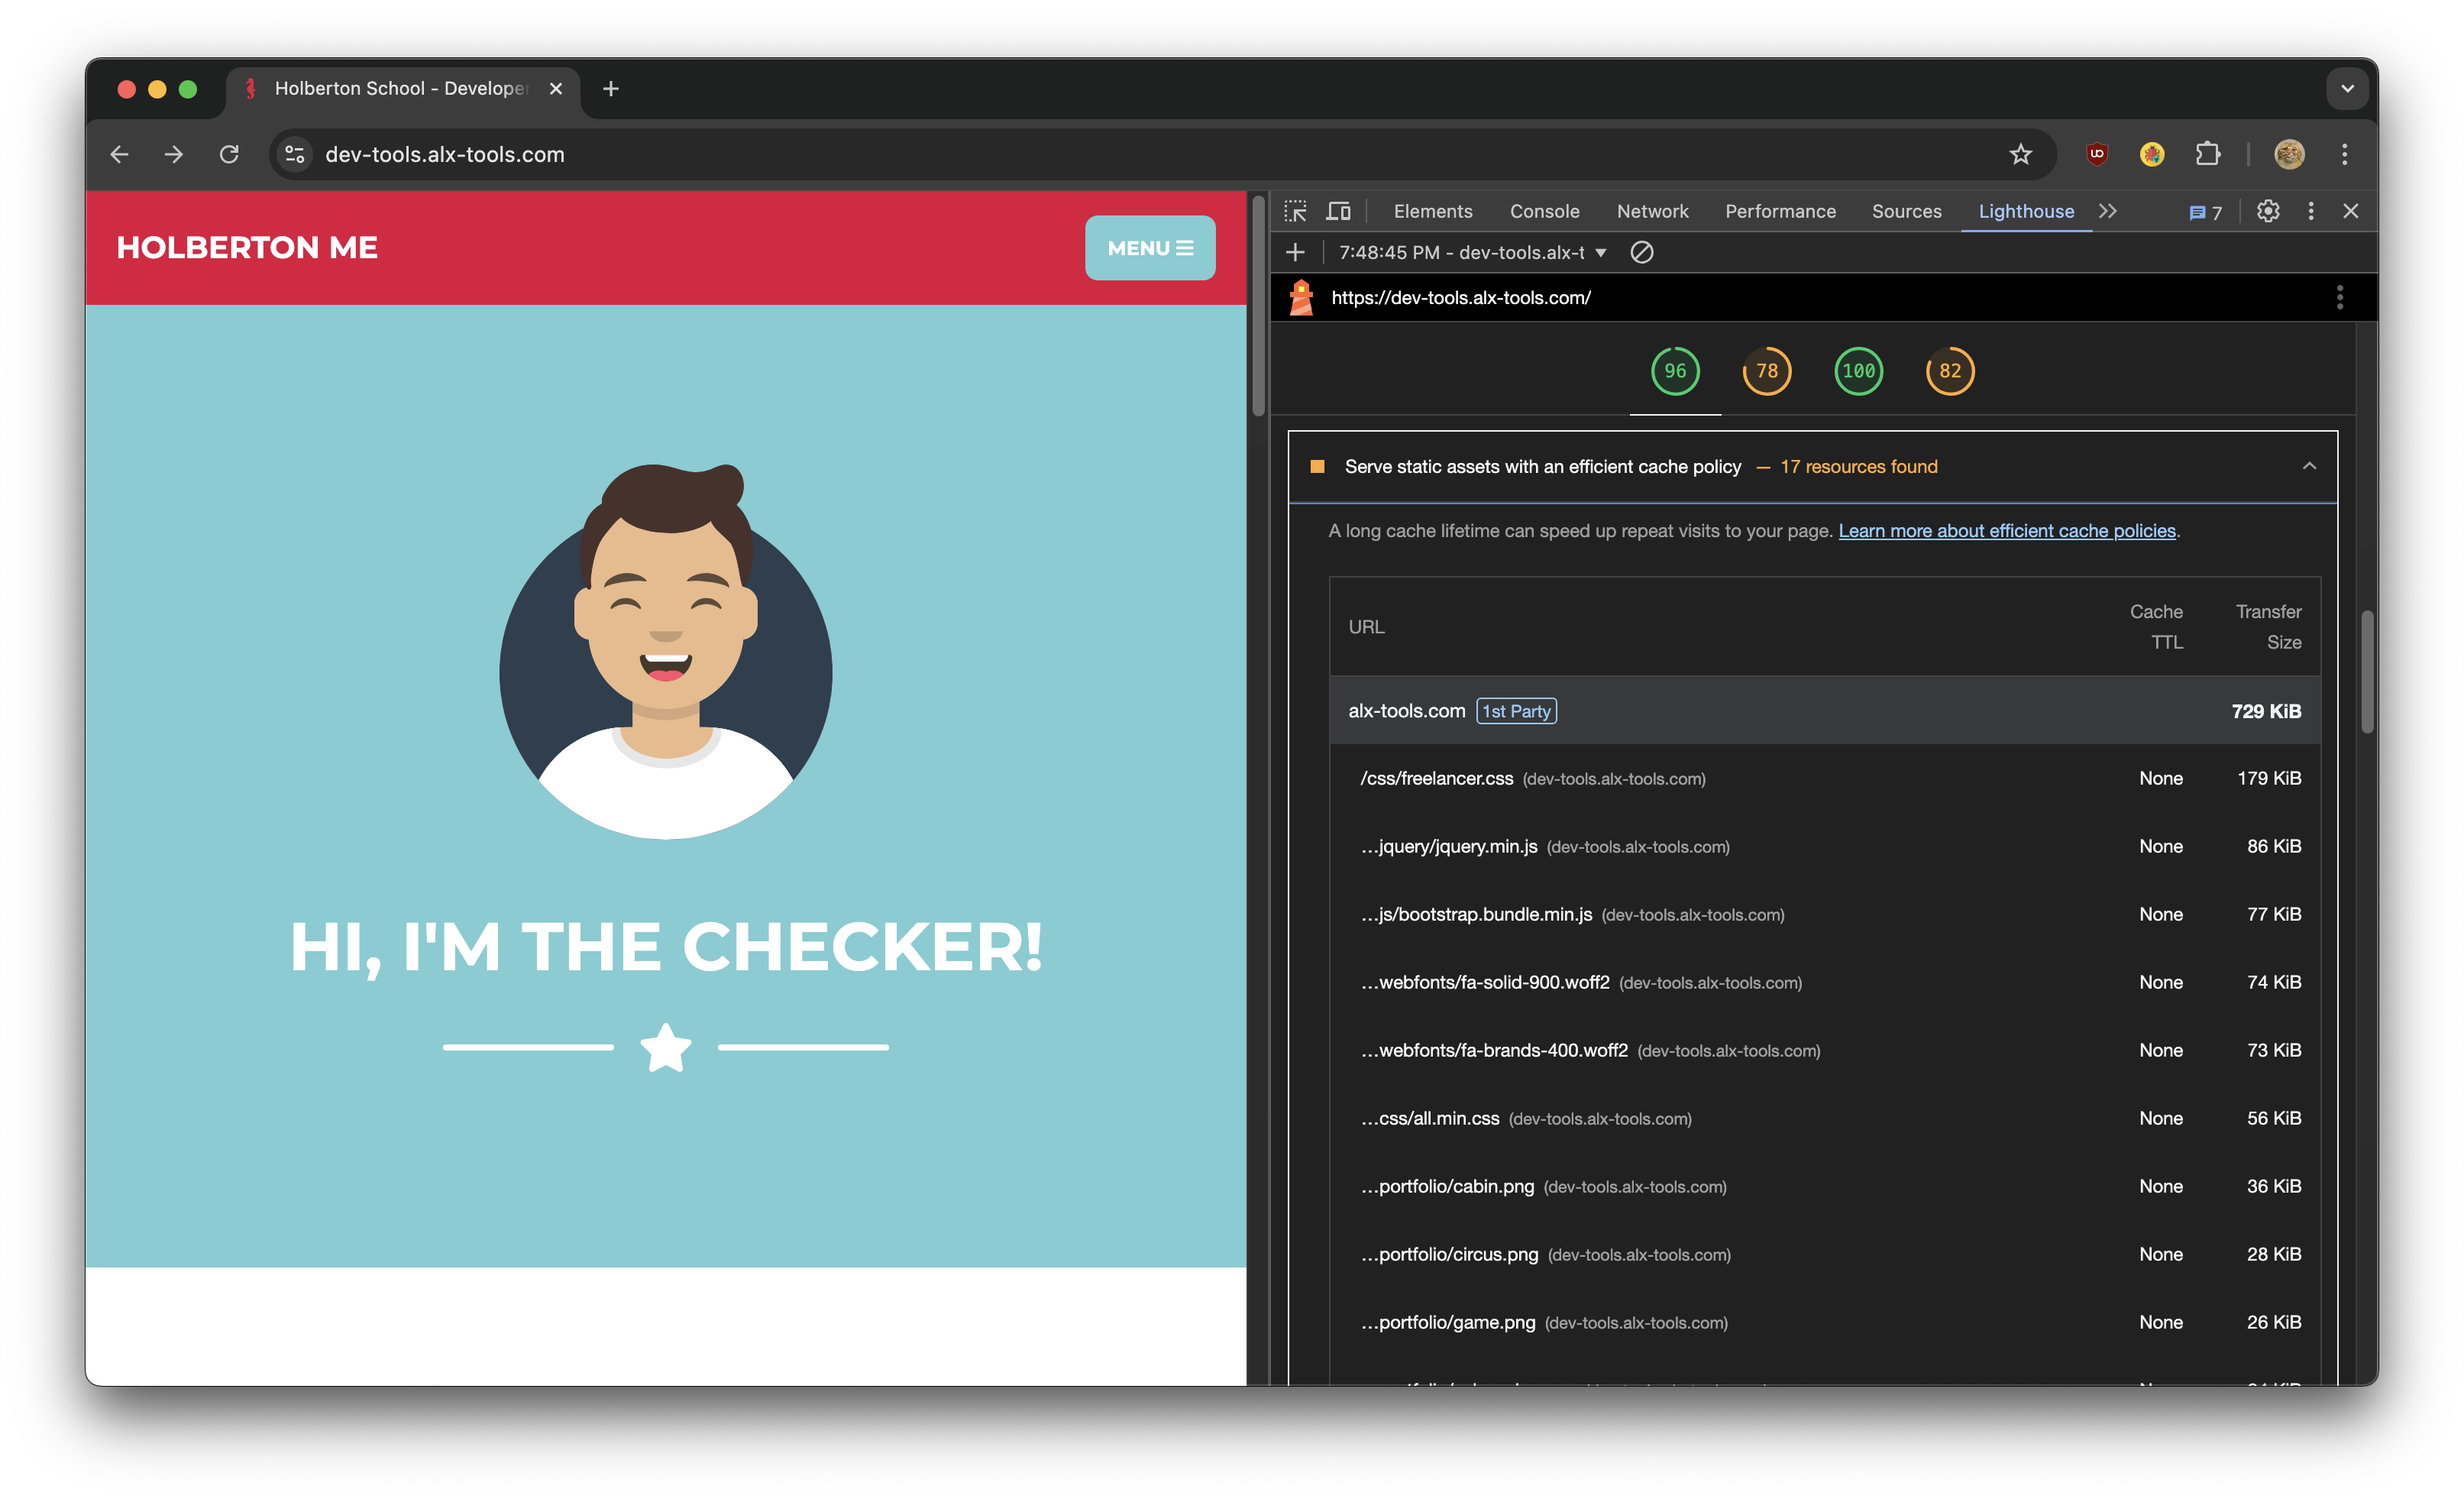 Holberton School - Develope
dev-tools.alx-tools.com
HOLBERTON ME
MENU
HI, I'M THE CHECKER!
Elements Console Network Performance Sources Lighthouse 7
7:48:45 PM - dev-tools.alx-t
https://dev-tools.alx-tools.com/
96 78 100 82
Serve static assets with an efficient cache policy — 17 resources found
A long cache lifetime can speed up repeat visits to your page. Learn more about efficient cache policies.
URL Cache TTL Transfer Size
alx-tools.com 1st Party 729 KiB
/css/freelancer.css (dev-tools.alx-tools.com) None 179 KiB
…jquery/jquery.min.js (dev-tools.alx-tools.com) None 86 KiB
…js/bootstrap.bundle.min.js (dev-tools.alx-tools.com) None 77 KiB
…webfonts/fa-solid-900.woff2 (dev-tools.alx-tools.com) None 74 KiB
…webfonts/fa-brands-400.woff2 (dev-tools.alx-tools.com) None 73 KiB
…css/all.min.css (dev-tools.alx-tools.com) None 56 KiB
…portfolio/cabin.png (dev-tools.alx-tools.com) None 36 KiB
…portfolio/circus.png (dev-tools.alx-tools.com) None 28 KiB
…portfolio/game.png (dev-tools.alx-tools.com) None 26 KiB